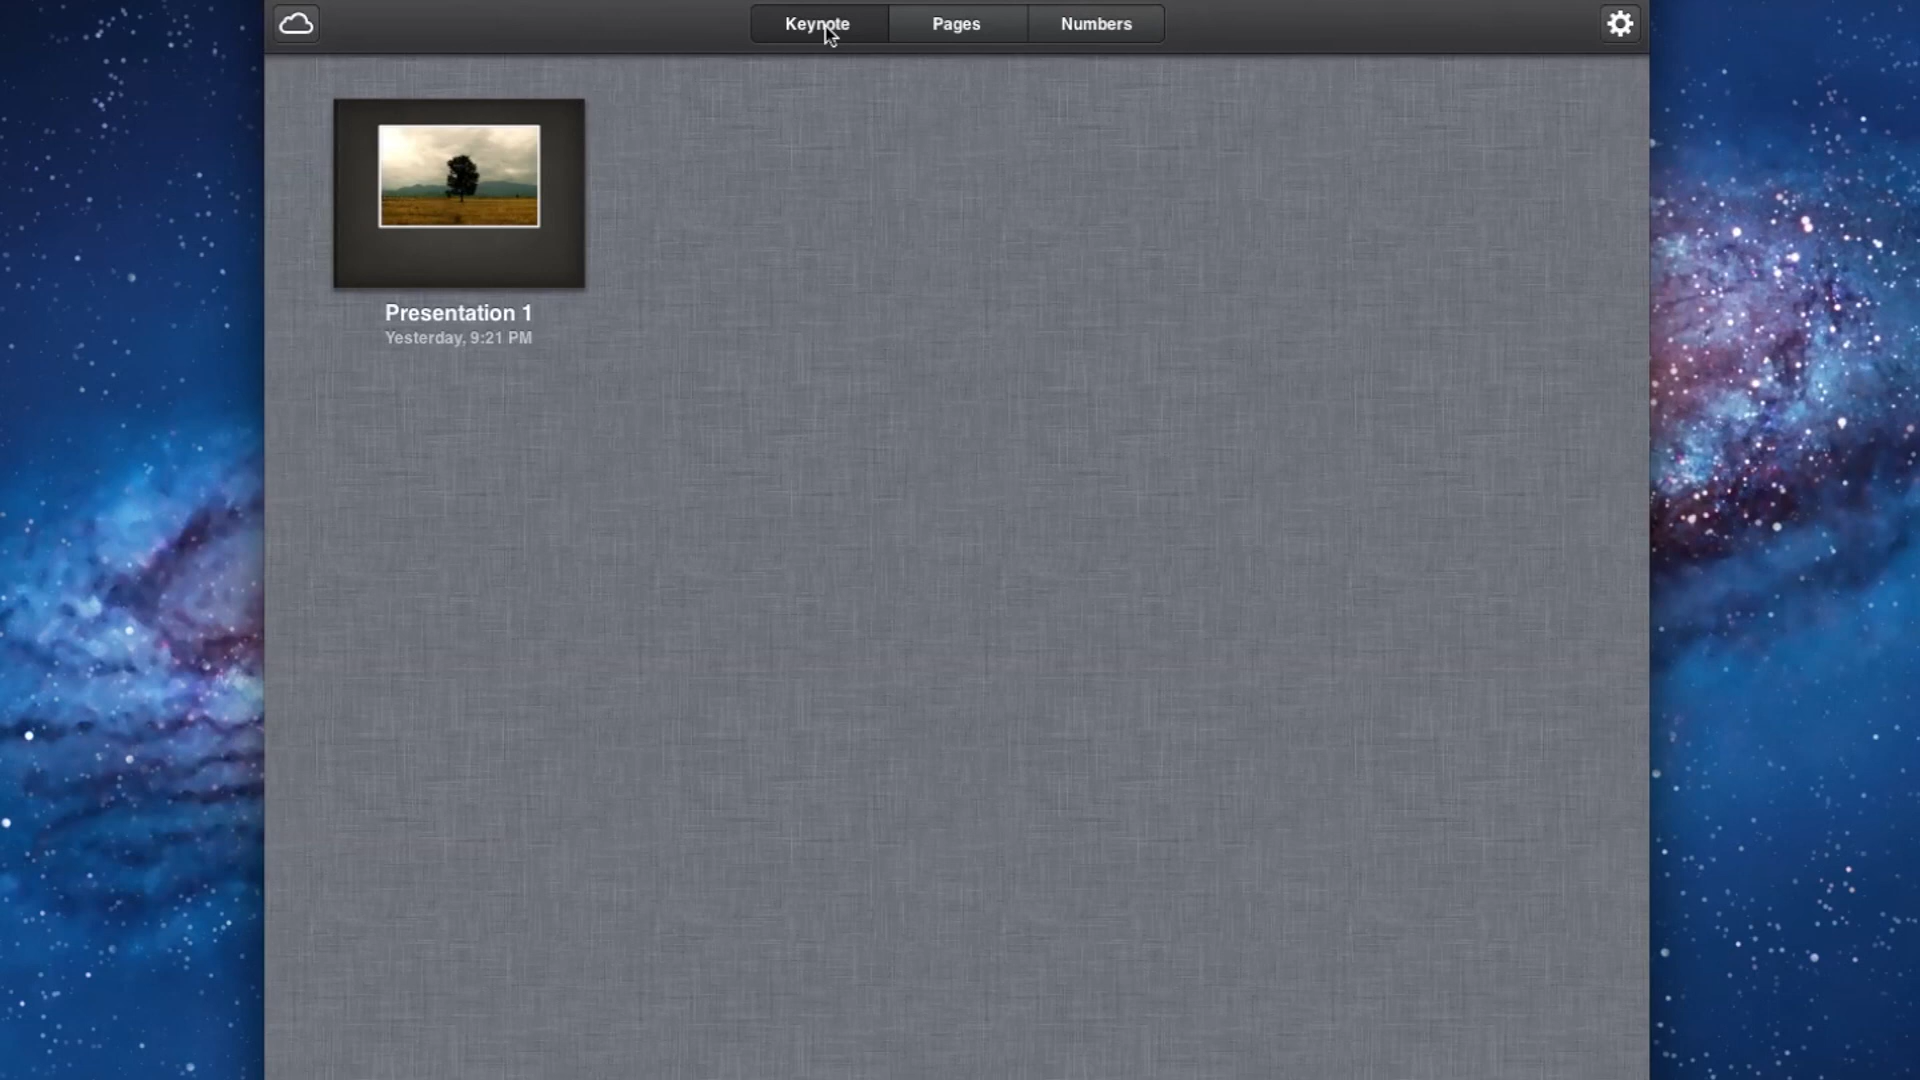 Keynote
Pages
Numbers
Presentation 1
Yesterday, 9:21 PM